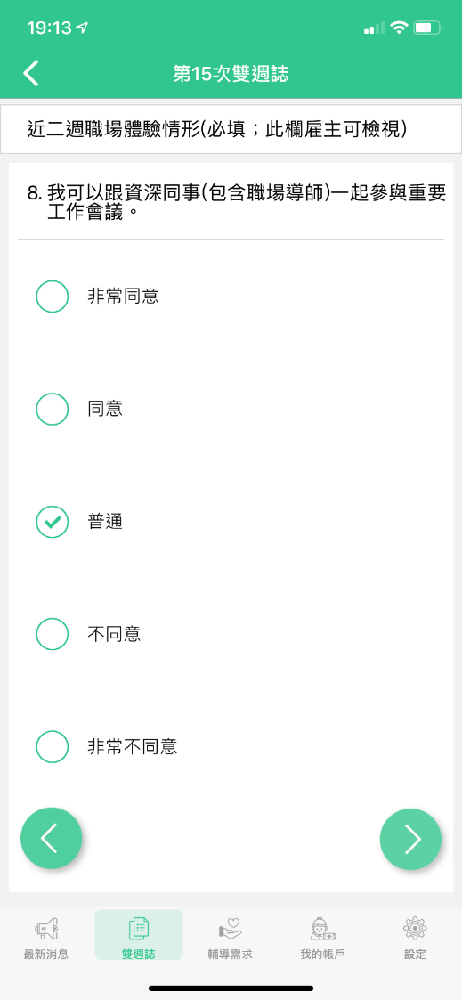 19:13
第15次雙週誌
近二週職場體驗情形(必填；此欄雇主可檢視)
8. 我可以跟資深同事(包含職場導師)一起參與重要
工作會議。
非常同意
同意
普通
不同意
非常不同意
最新消息
雙週誌
輔導需求
我的帳戶
設定